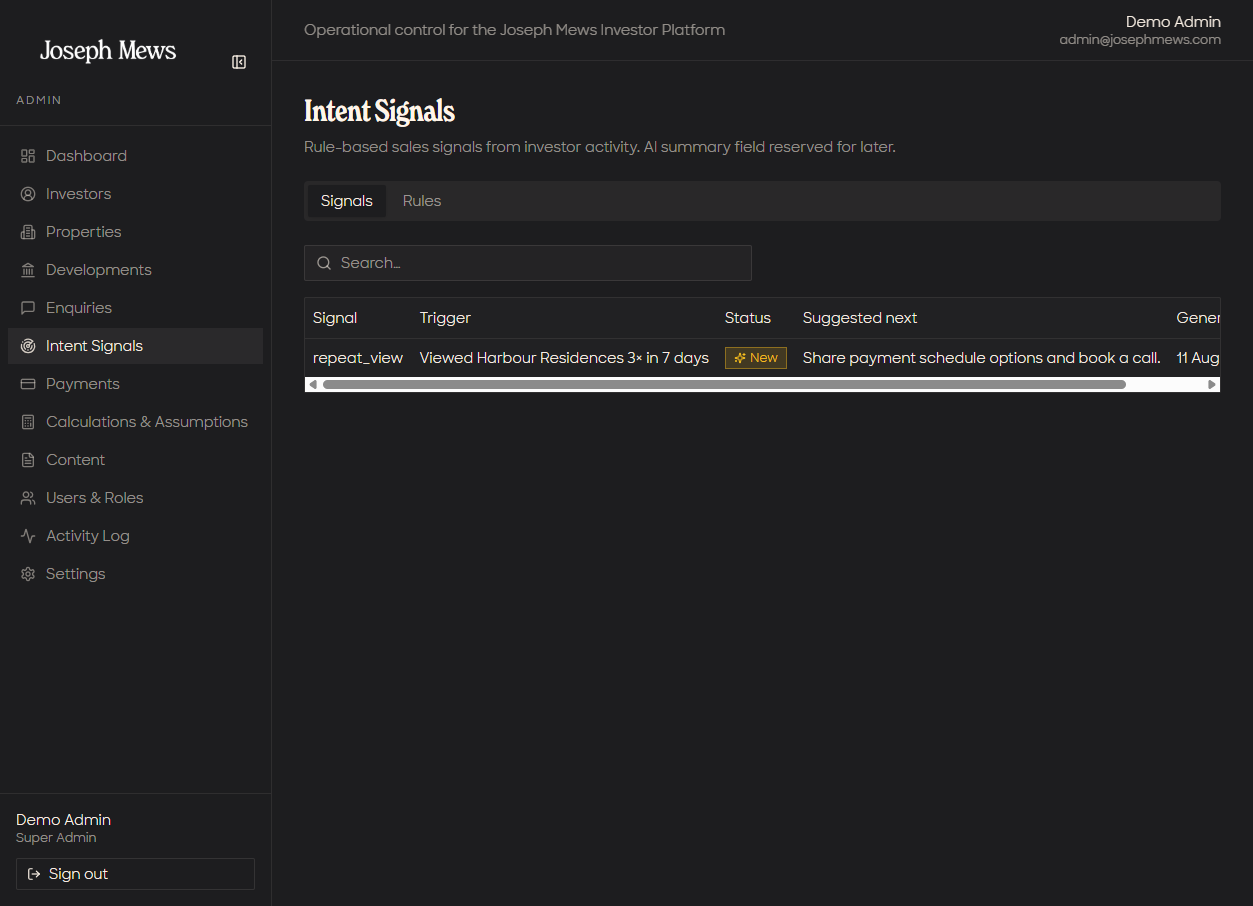 Joseph Mews
ADMIN
Dashboard
Investors
Properties
Developments
Enquiries
Intent Signals
Payments
Calculations & Assumptions
Content
Users & Roles
Activity Log
Settings
Demo Admin
Super Admin
Sign out
Operational control for the Joseph Mews Investor Platform
Demo Admin
admin@josephmews.com
Intent Signals
Rule-based sales signals from investor activity. AI summary field reserved for later.
Signals Rules
Search…
Signal Trigger Status Suggested next Gener
repeat_view Viewed Harbour Residences 3× in 7 days New Share payment schedule options and book a call. 11 Aug